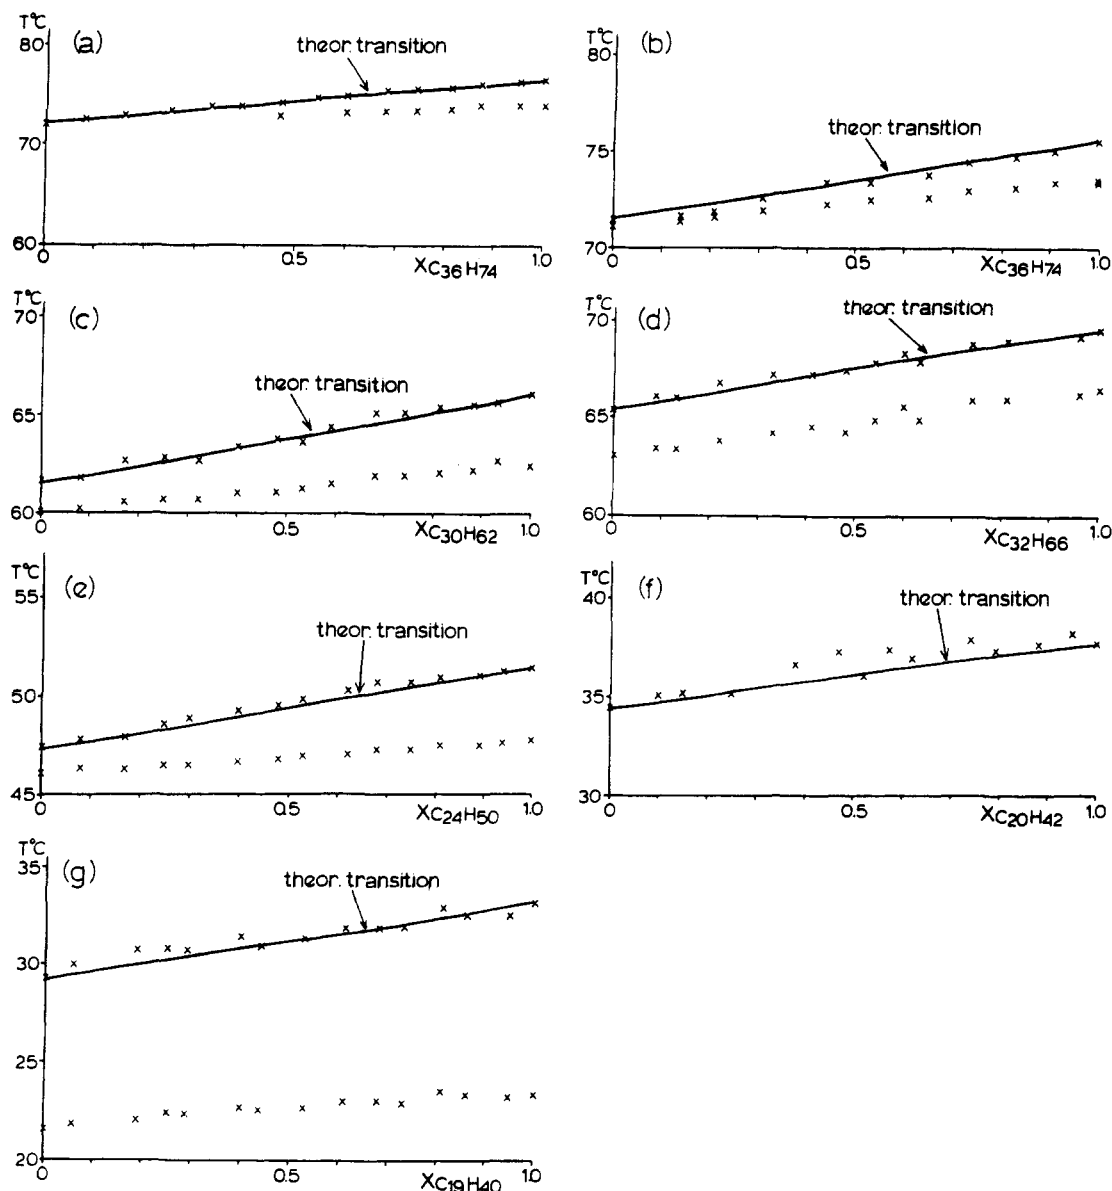 T°C
(a)
80
theor. transition
70
60
0.5
XC36H74
1.0
T°C
(b)
80
theor. transition
75
70
0
0.5
XC36H74
1.0
T°C
(c)
70
theor. transition
65
60
0
0.5
XC30H62
1.0
T°C
(d)
70
theor. transition
65
60
0
0.5
XC32H66
1.0
T°C
(e)
55
theor. transition
50
45
0
0.5
XC24H50
1.0
T°C
(f)
40
theor. transition
35
30
0
0.5
XC20H42
1.0
T°C
(g)
35
theor. transition
30
25
20
0
0.5
XC19H40
1.0